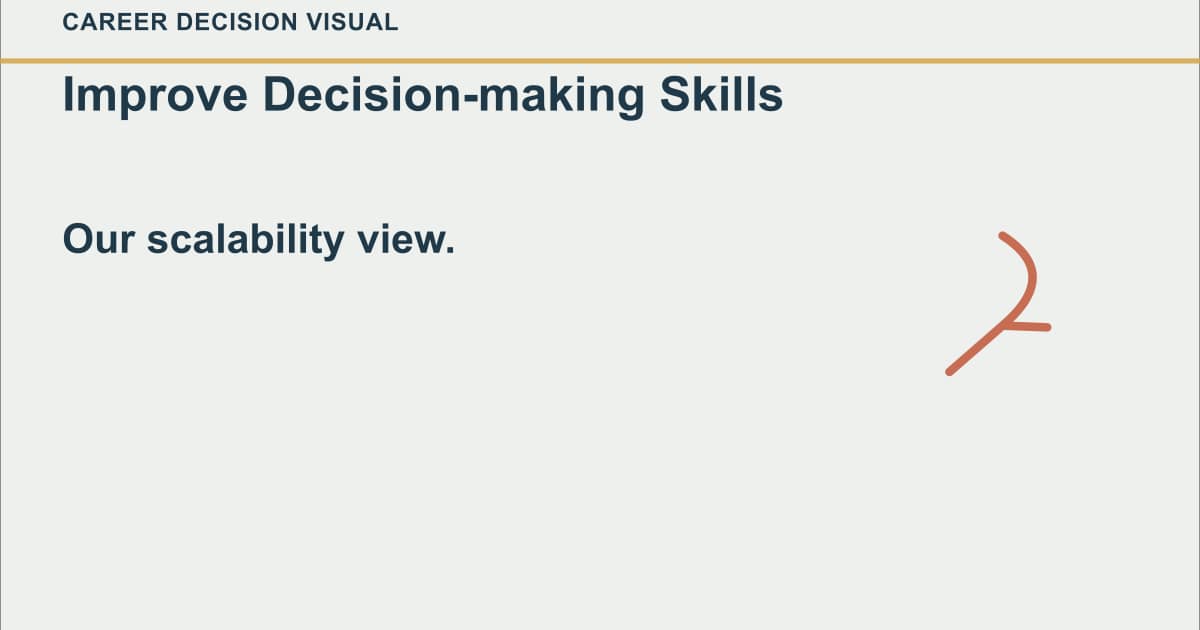 CAREER DECISION VISUAL
Improve Decision-making Skills
Our scalability view.